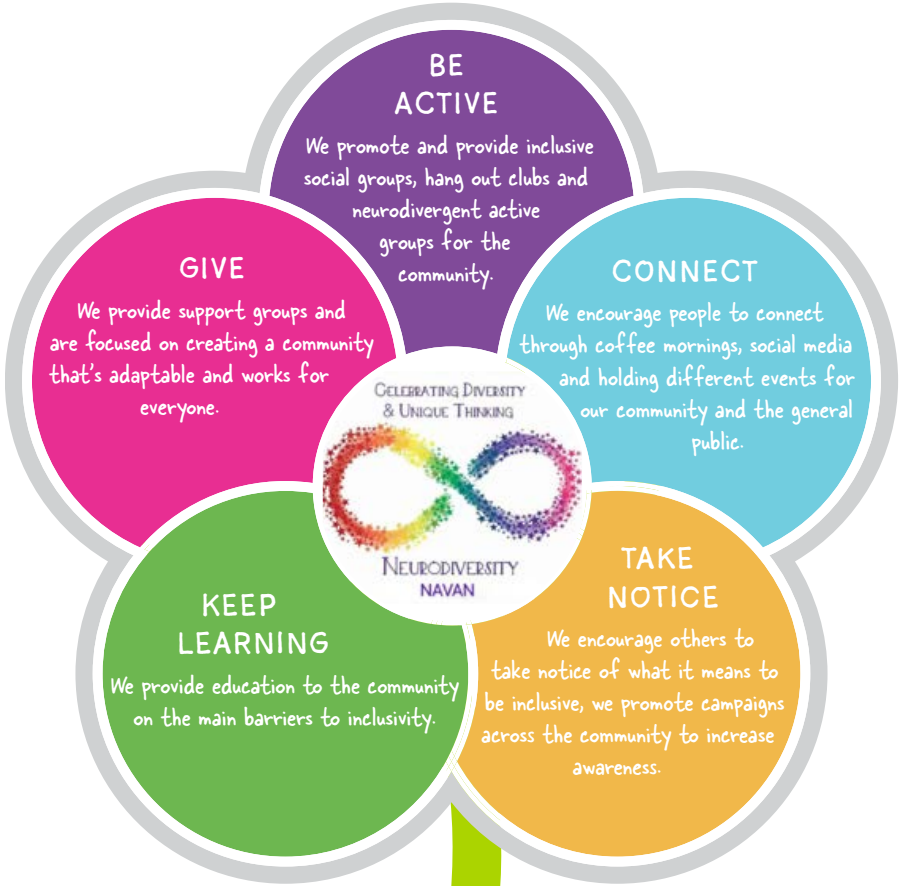 BE
ACTIVE
We promote and provide inclusive
social groups, hang out clubs and
neurodivergent active
groups for the
community.
GIVE
We provide support groups and
are focused on creating a community
that's adaptable and works for
everyone.
CONNECT
We encourage people to connect
through coffee mornings, social media
and holding different events for
our community and the general
public.
CELEBRATING DIVERSITY
& UNIQUE THINKING
NEURODIVERSITY
NAVAN
KEEP
LEARNING
We provide education to the community
on the main barriers to inclusivity.
TAKE
NOTICE
We encourage others to
take notice of what it means to
be inclusive, we promote campaigns
across the community to increase
awareness.